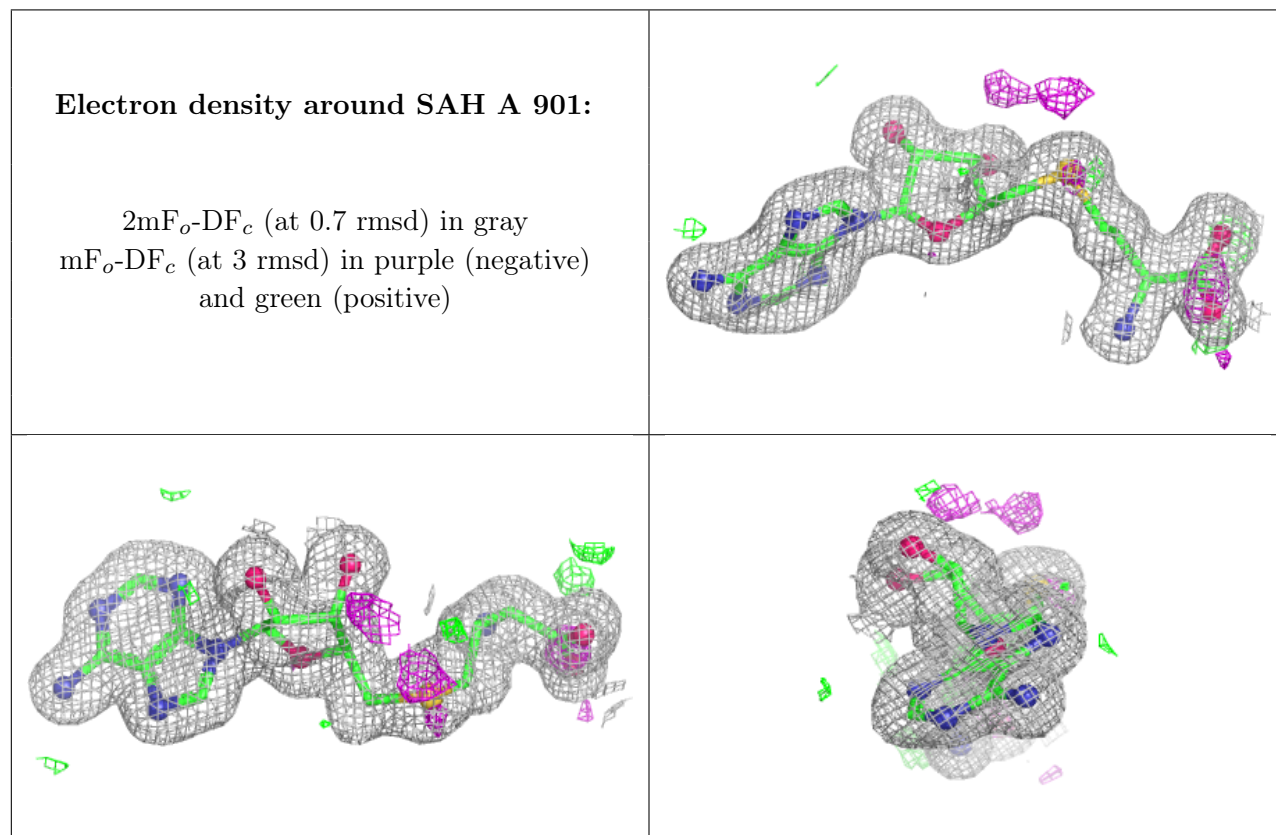 Electron density around SAH A 901:
2mFo-DFc (at 0.7 rmsd) in gray
mFo-DFc (at 3 rmsd) in purple (negative)
and green (positive)